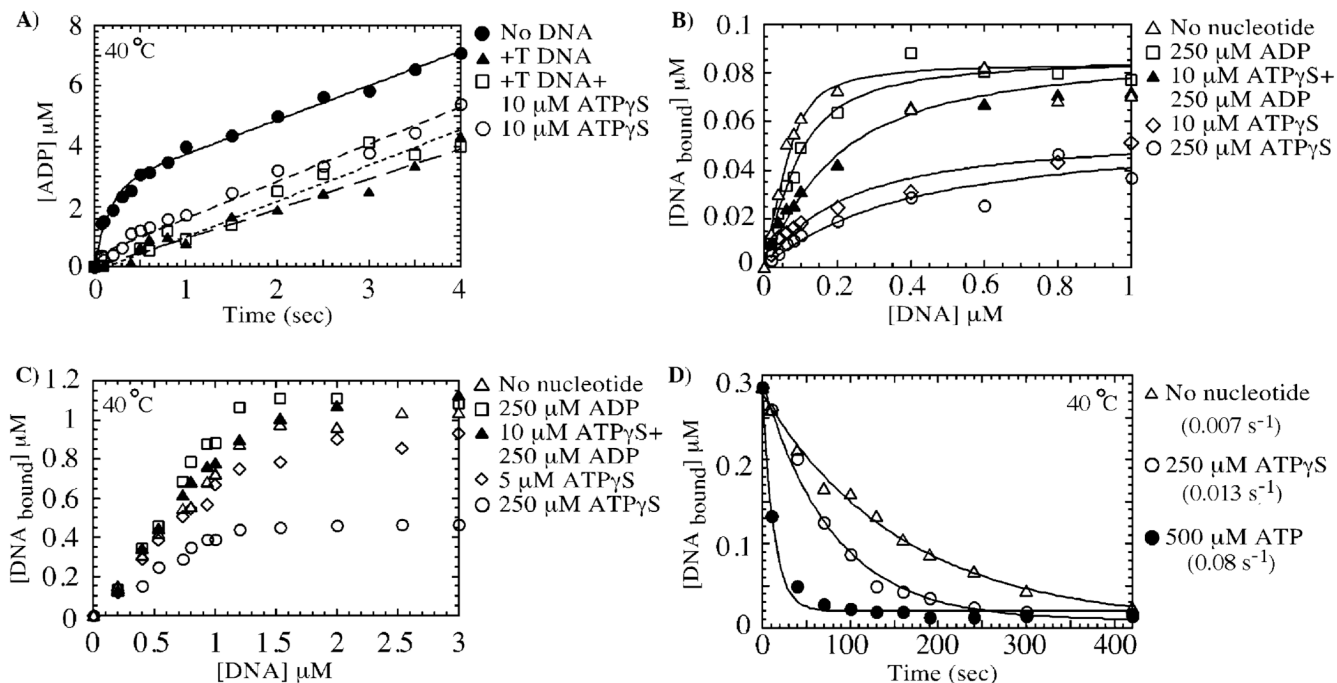 A)
40 °C
No DNA
+T DNA
+T DNA+
10 μM ATPγS
10 μM ATPγS
[ADP] μM
8
6
4
2
0
0 1 2 3 4
Time (sec)
B)
No nucleotide
250 μM ADP
10 μM ATPγS+
250 μM ADP
10 μM ATPγS
250 μM ATPγS
[DNA bound] μM
0.1
0.08
0.06
0.04
0.02
0
0 0.2 0.4 0.6 0.8 1
[DNA] μM
C)
40 °C
No nucleotide
250 μM ADP
10 μM ATPγS+
250 μM ADP
5 μM ATPγS
250 μM ATPγS
[DNA bound] μM
1.2
1
0.8
0.6
0.4
0.2
0
0 0.5 1 1.5 2 2.5 3
[DNA] μM
D)
40 °C
No nucleotide
(0.007 s⁻¹)
250 μM ATPγS
(0.013 s⁻¹)
500 μM ATP
(0.08 s⁻¹)
[DNA bound] μM
0.3
0.2
0.1
0
0 100 200 300 400
Time (sec)